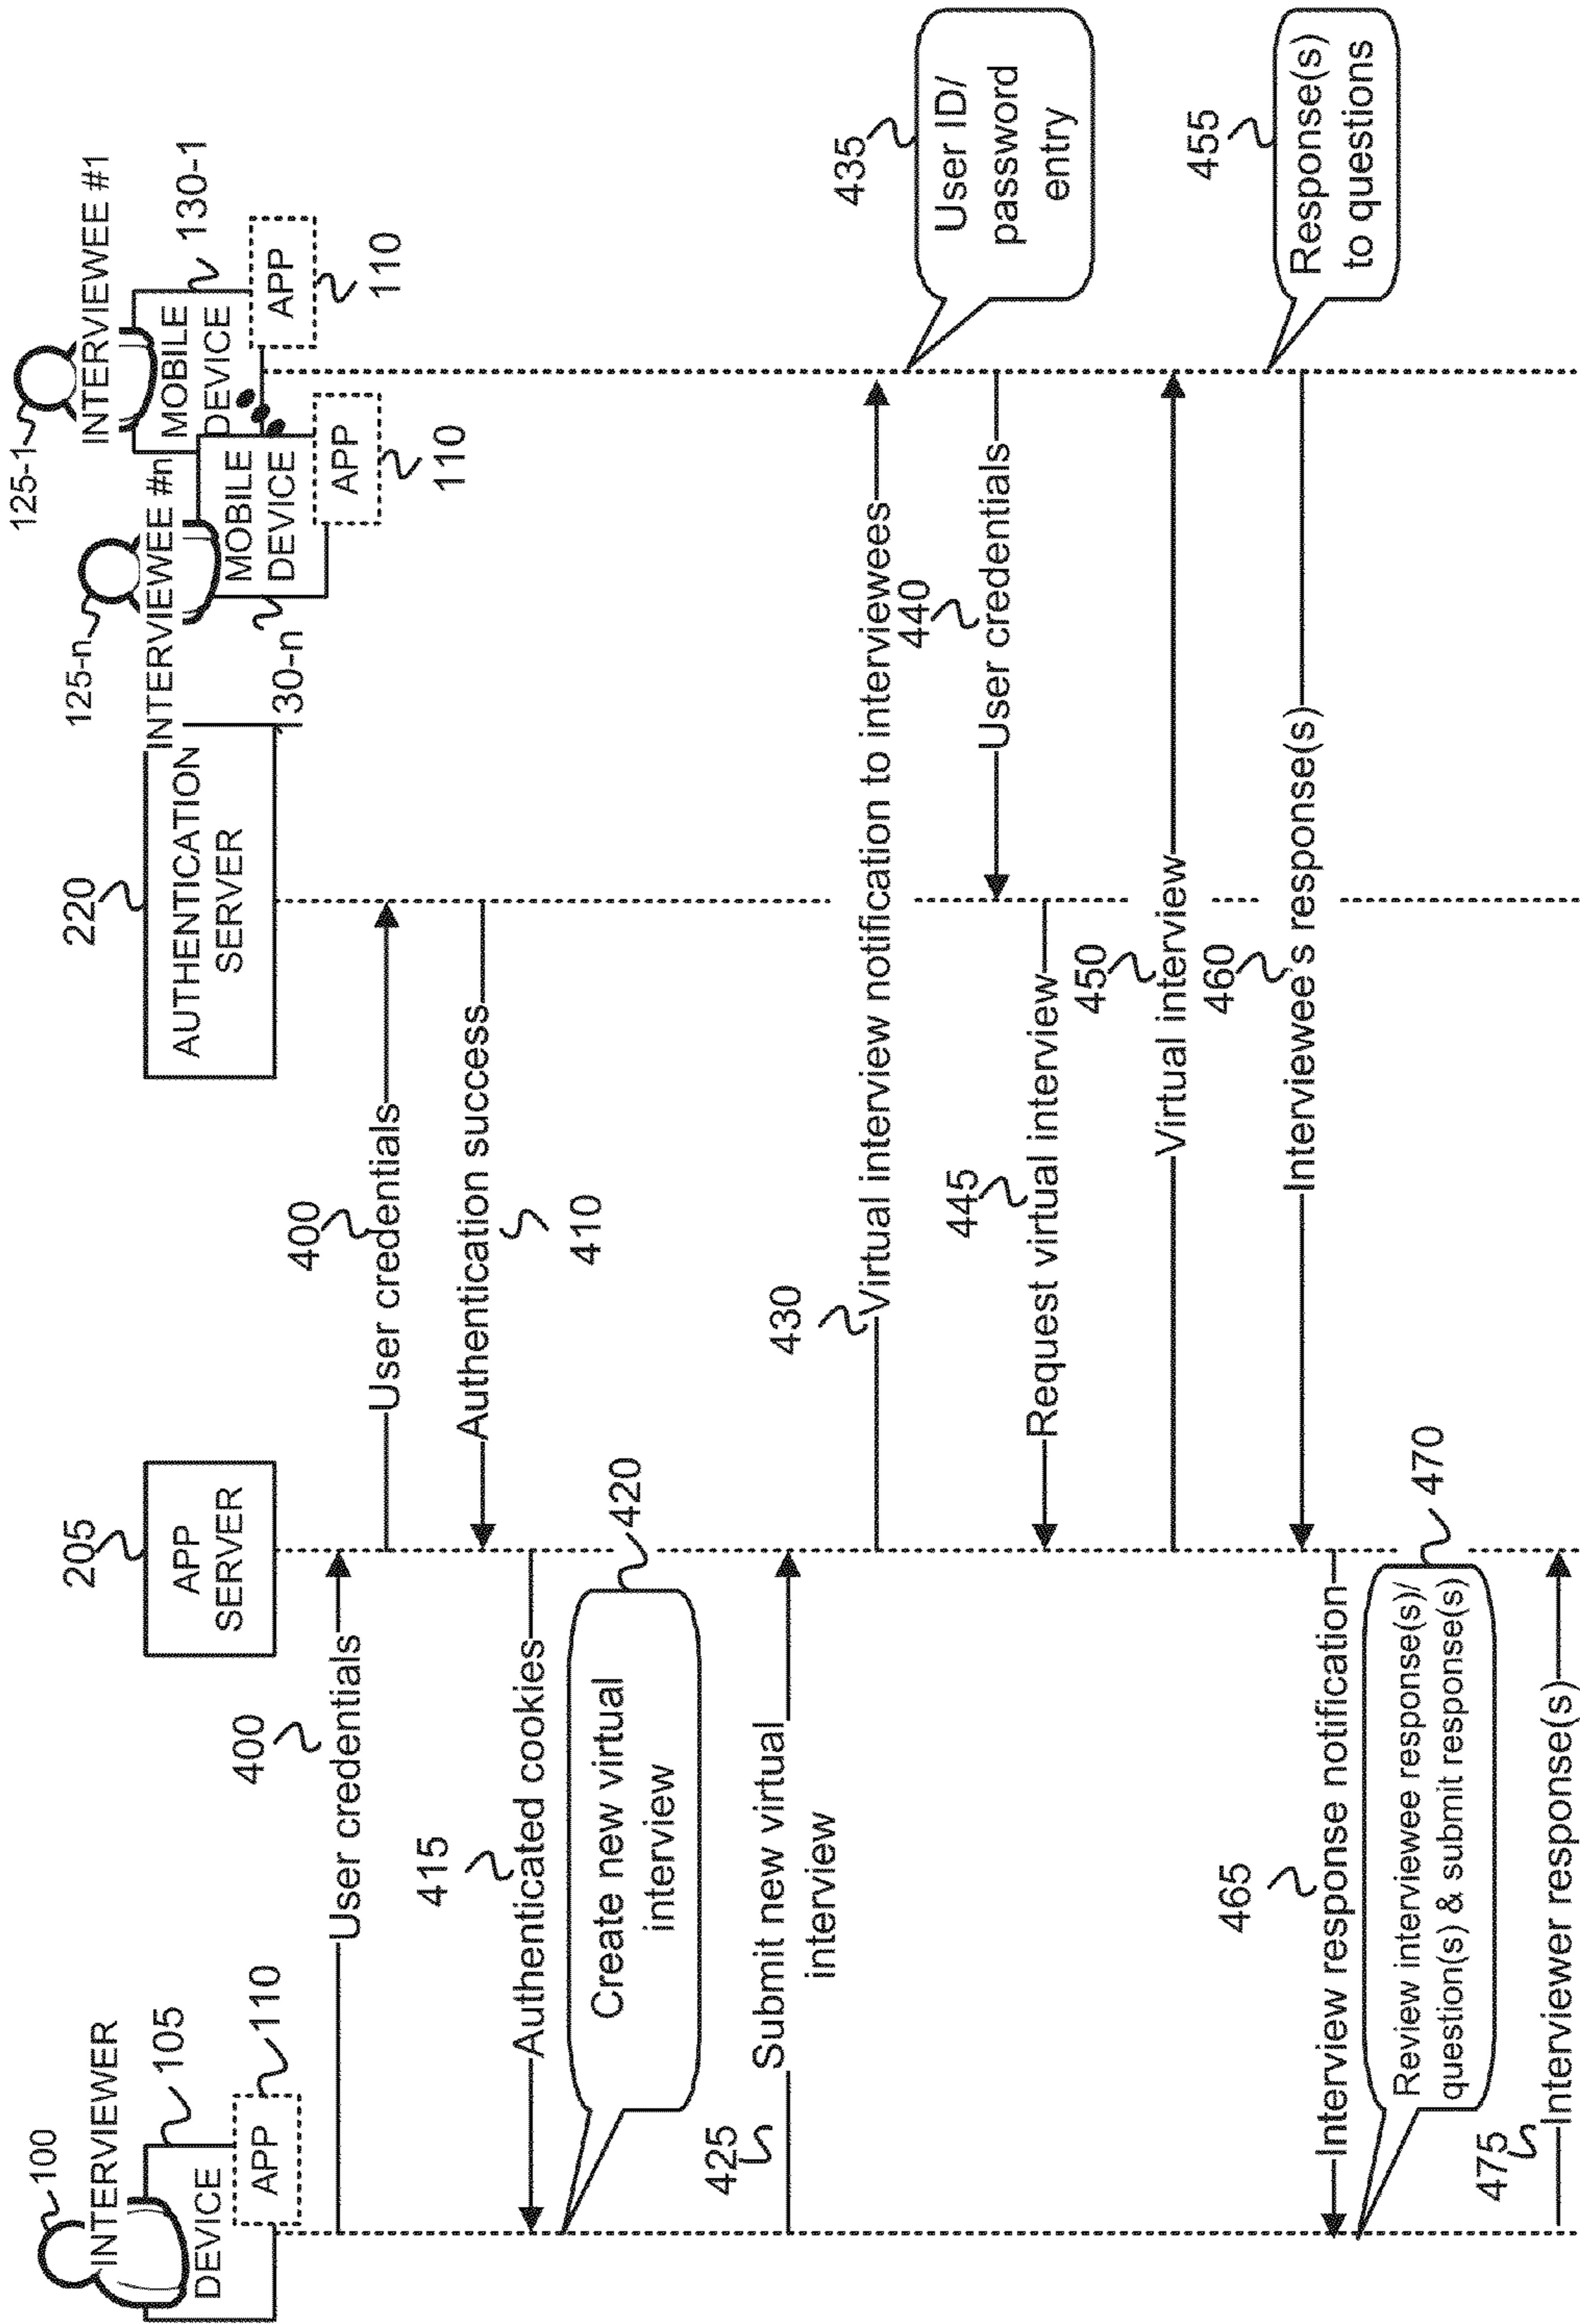 100
INTERVIEWER
DEVICE
105
APP
110
205
APP
SERVER
220
AUTHENTICATION
SERVER
125-n
INTERVIEWEE #n
MOBILE
DEVICE
130-n
APP
110
125-1
INTERVIEWEE #1
MOBILE
DEVICE
130-1
APP
110
400
User credentials
400
User credentials
Authentication success
410
415
Authenticated cookies
420
Create new virtual
interview
425
Submit new virtual
interview
430
Virtual interview notification to interviewees
435
User ID/
password
entry
440
User credentials
445
Request virtual interview
450
Virtual interview
455
Response(s)
to questions
460
Interviewee's response(s)
465
Interview response notification
470
Review interviewee response(s)/
question(s) & submit response(s)
475
Interviewer response(s)